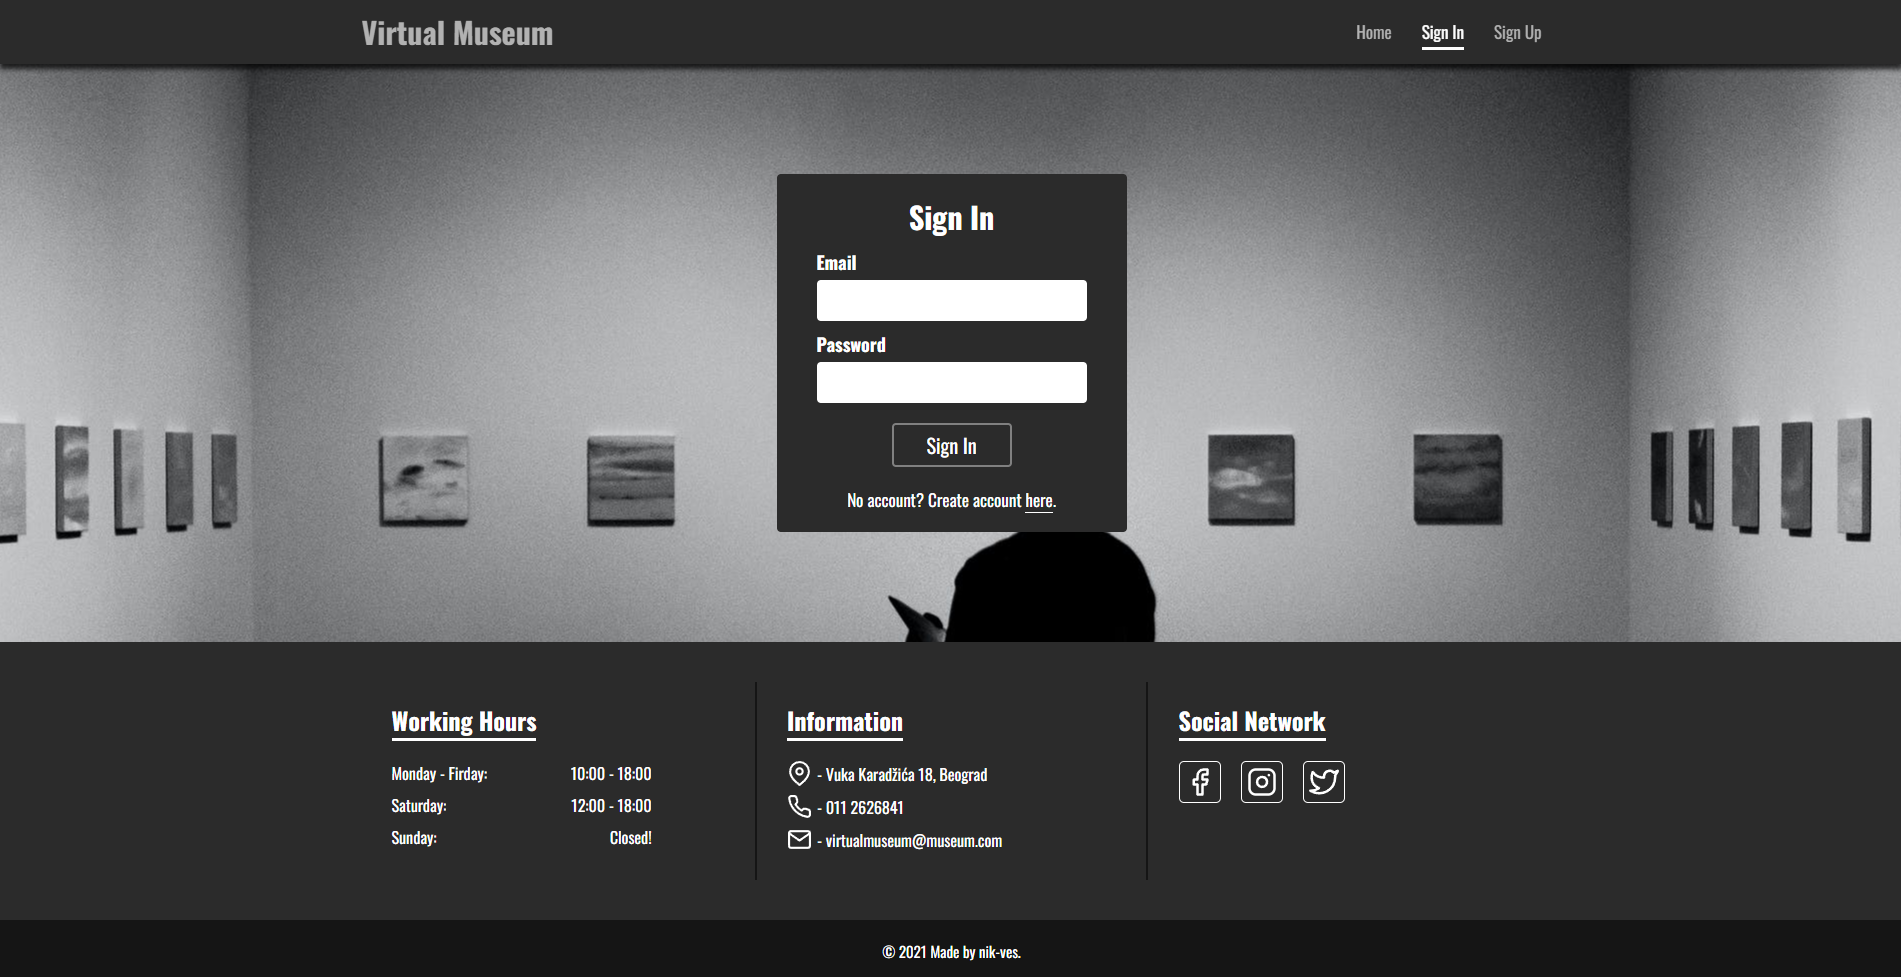 Virtual Museum
Home
Sign In
Sign Up
Sign In
Email
Password
Sign In
No account? Create account here.
Working Hours
Monday - Firday: 10:00 - 18:00
Saturday: 12:00 - 18:00
Sunday: Closed!
Information
- Vuka Karadžića 18, Beograd
- 011 2626841
- virtualmuseum@museum.com
Social Network
© 2021 Made by nik-ves.